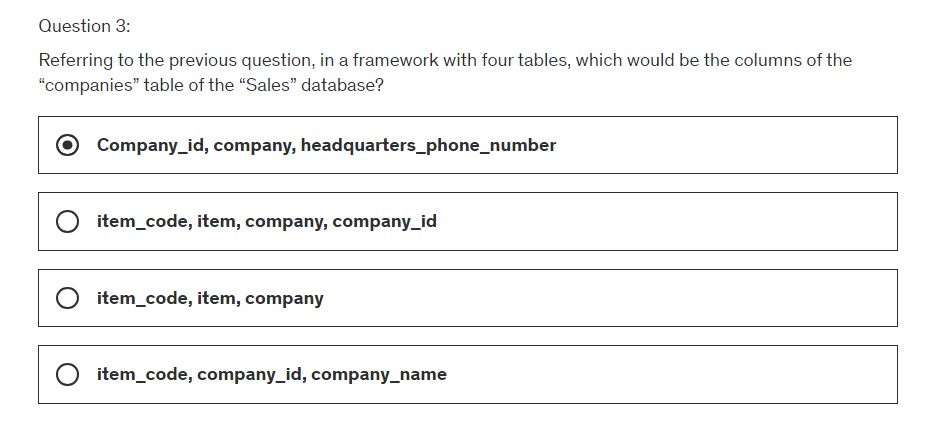 Question 3:
Referring to the previous question, in a framework with four tables, which would be the columns of the
“companies” table of the “Sales” database?
Company_id, company, headquarters_phone_number
item_code, item, company, company_id
item_code, item, company
item_code, company_id, company_name